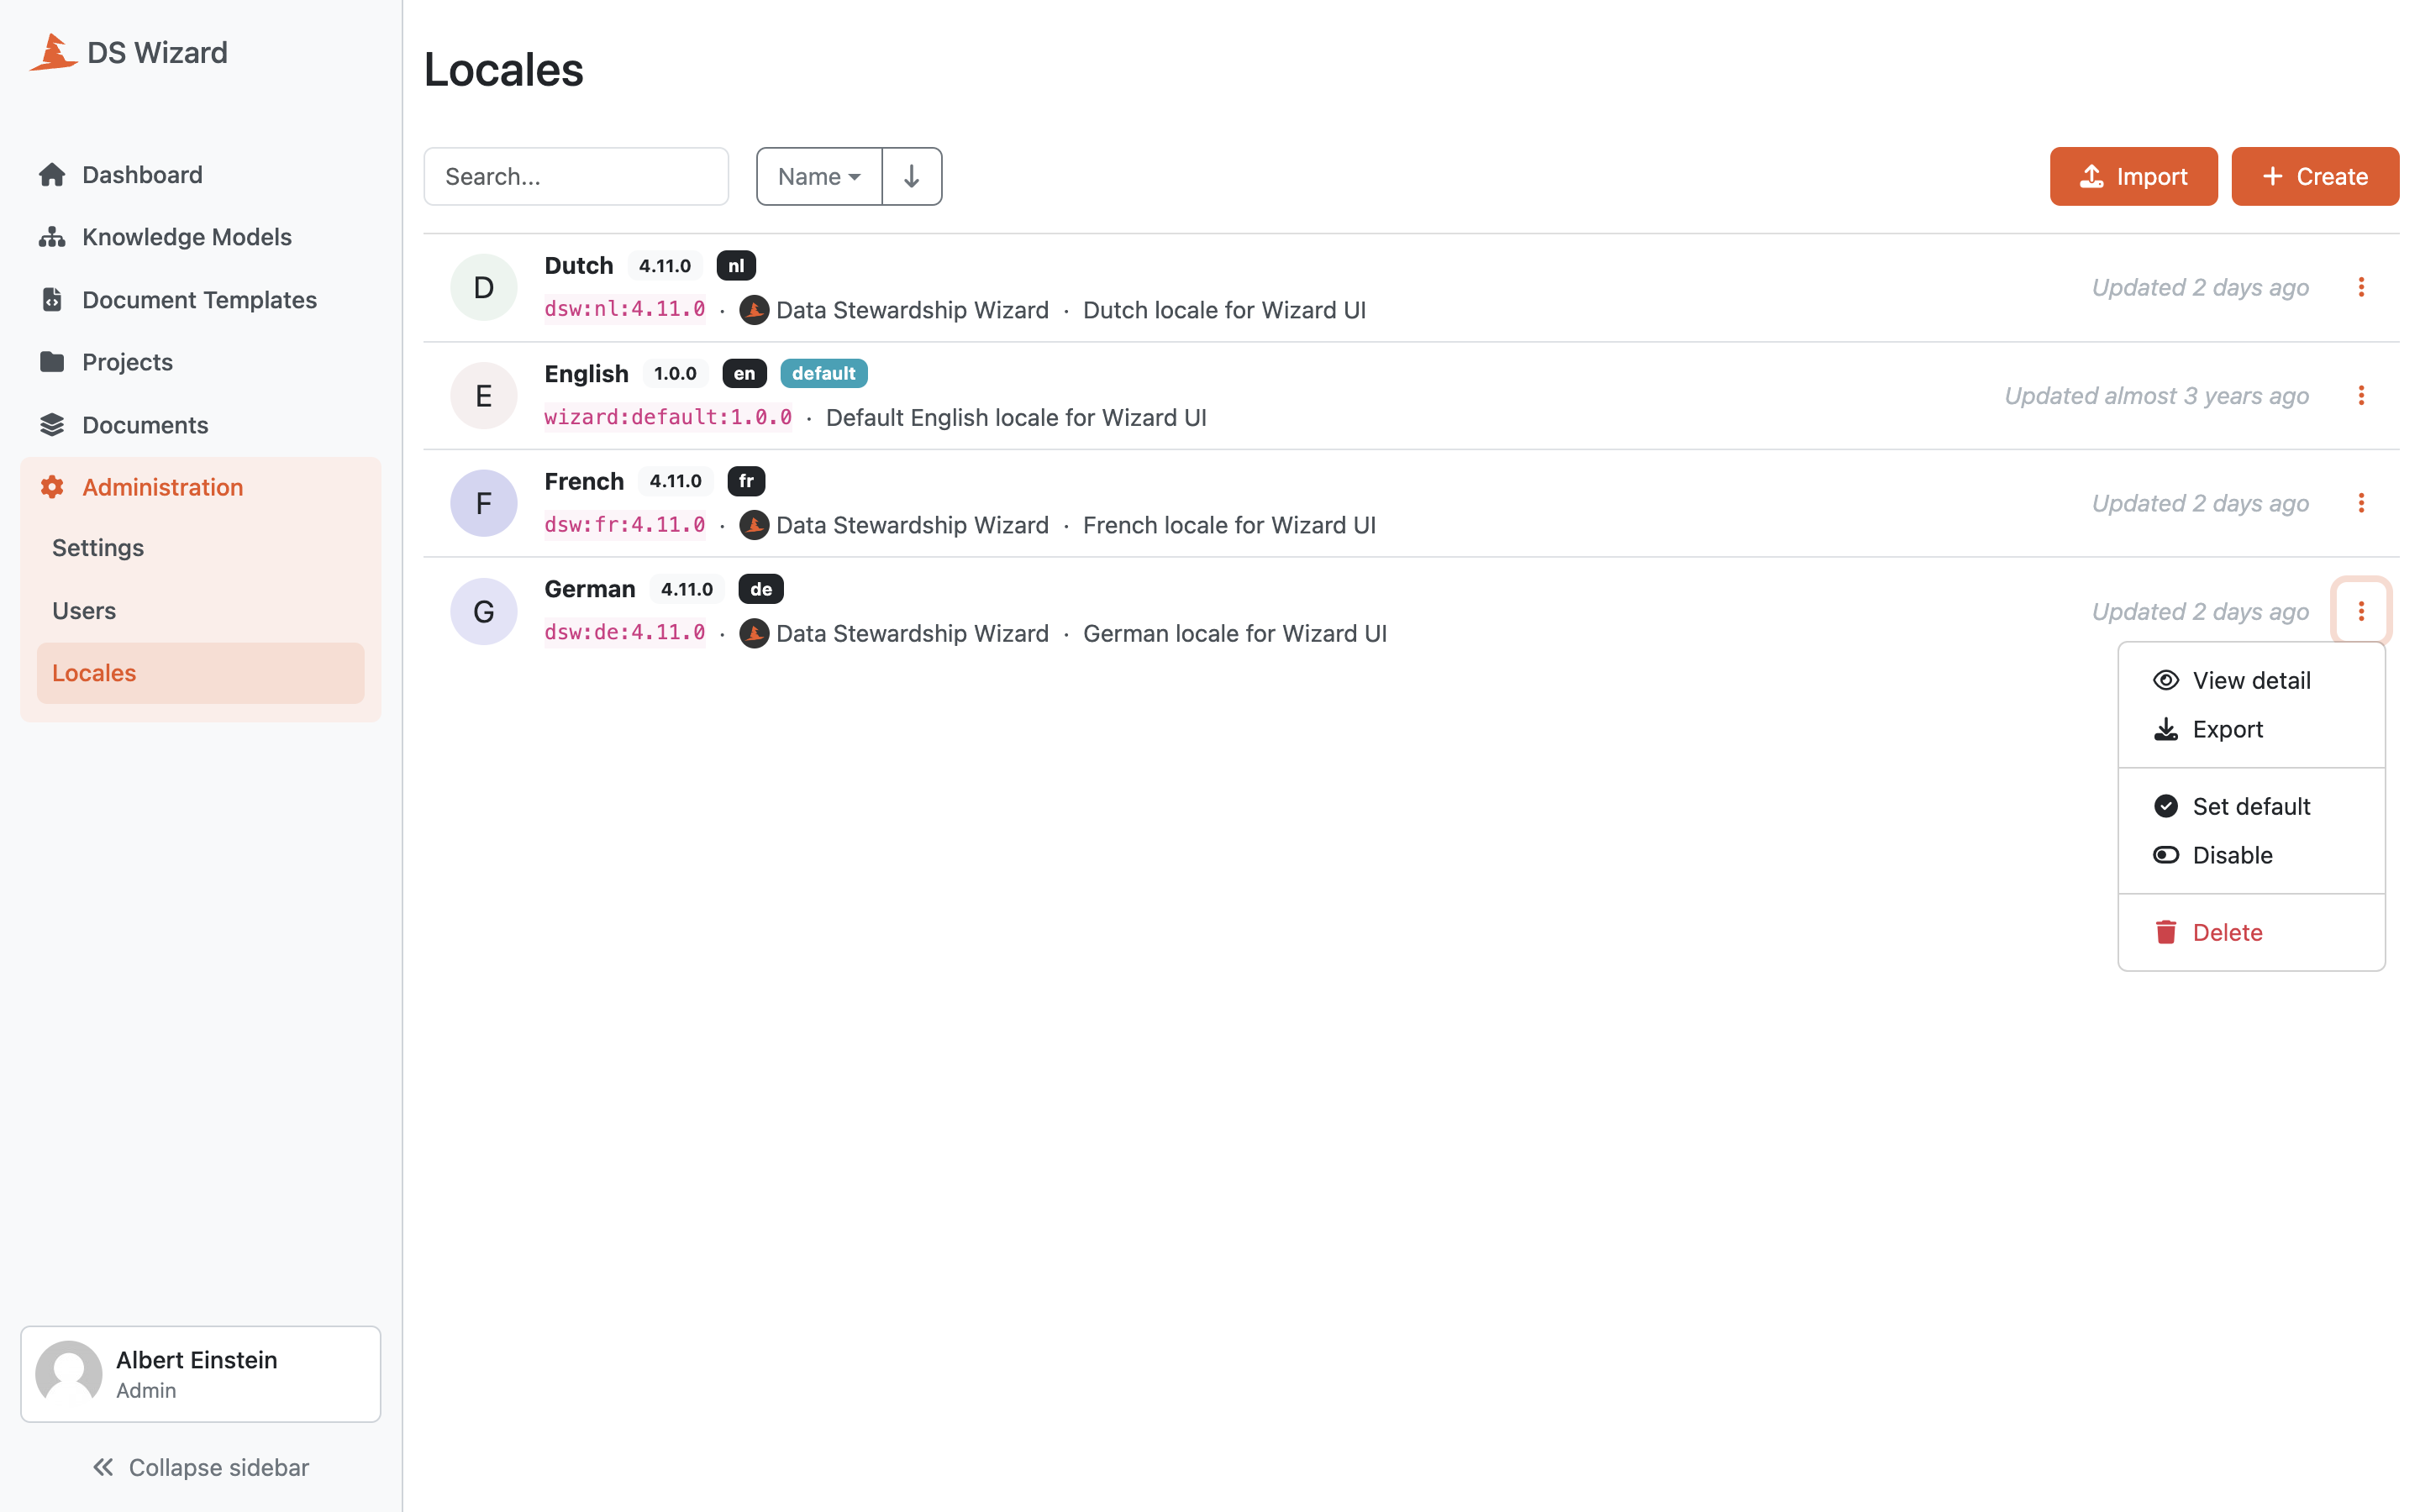 DS Wizard
Dashboard
Knowledge Models
Document Templates
Projects
Documents
Administration
Settings
Users
Locales
Albert Einstein
Admin
Collapse sidebar
Locales
Search...
Name
Import
Create
D
Dutch 4.11.0 nl
dsw:nl:4.11.0 · Data Stewardship Wizard · Dutch locale for Wizard UI
Updated 2 days ago
E
English 1.0.0 en default
wizard:default:1.0.0 · Default English locale for Wizard UI
Updated almost 3 years ago
F
French 4.11.0 fr
dsw:fr:4.11.0 · Data Stewardship Wizard · French locale for Wizard UI
Updated 2 days ago
G
German 4.11.0 de
dsw:de:4.11.0 · Data Stewardship Wizard · German locale for Wizard UI
Updated 2 days ago
View detail
Export
Set default
Disable
Delete